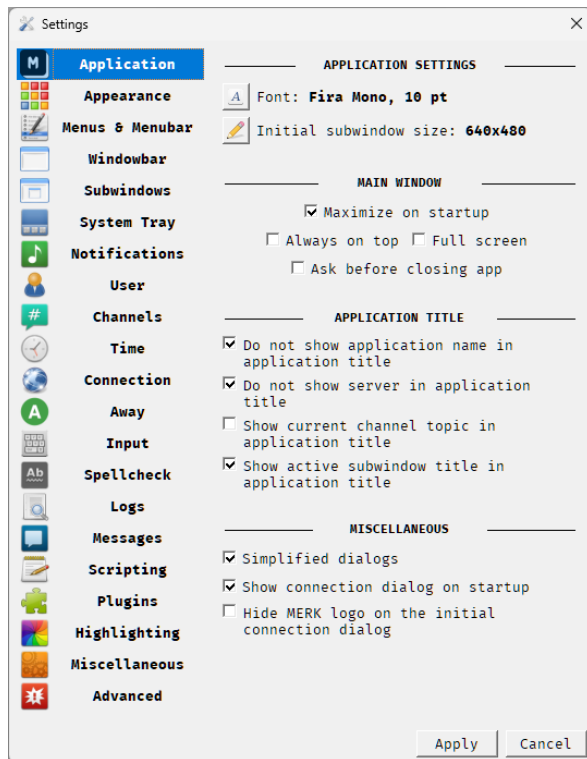 Settings
M
Application
Appearance
Menus & Menubar
Windowbar
Subwindows
System Tray
Notifications
User
#
Channels
Time
Connection
A
Away
Input
Ab
Spellcheck
Logs
Messages
Scripting
Plugins
Highlighting
Miscellaneous
Advanced
APPLICATION SETTINGS
A Font: Fira Mono, 10 pt
Initial subwindow size: 640x480
MAIN WINDOW
Maximize on startup
Always on top Full screen
Ask before closing app
APPLICATION TITLE
Do not show application name in
application title
Do not show server in application
title
Show current channel topic in
application title
Show active subwindow title in
application title
MISCELLANEOUS
Simplified dialogs
Show connection dialog on startup
Hide MERK logo on the initial
connection dialog
Apply Cancel